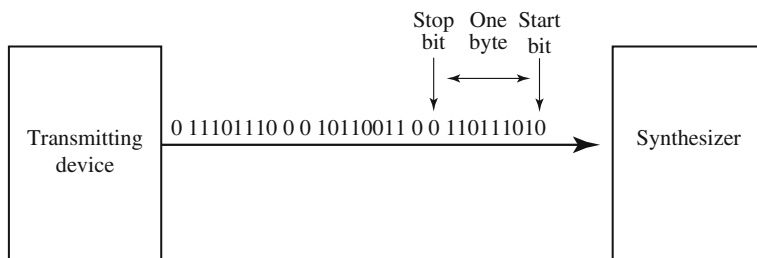 Stop One Start
bit byte bit
0 11101110 0 0 10110011 0 0 110111010
Transmitting
device
Synthesizer